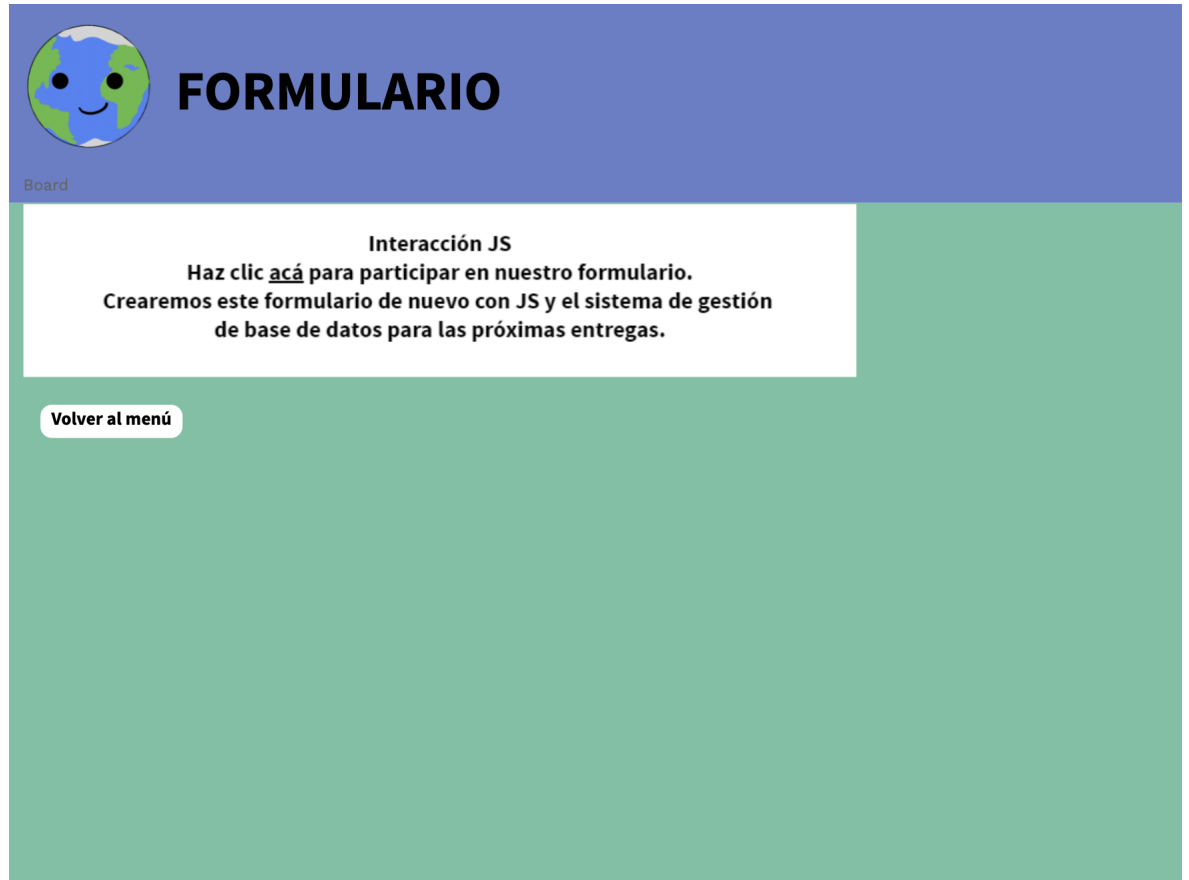 FORMULARIO
Board
Interacción JS
Haz clic acá para participar en nuestro formulario.
Crearemos este formulario de nuevo con JS y el sistema de gestión
de base de datos para las próximas entregas.
Volver al menú